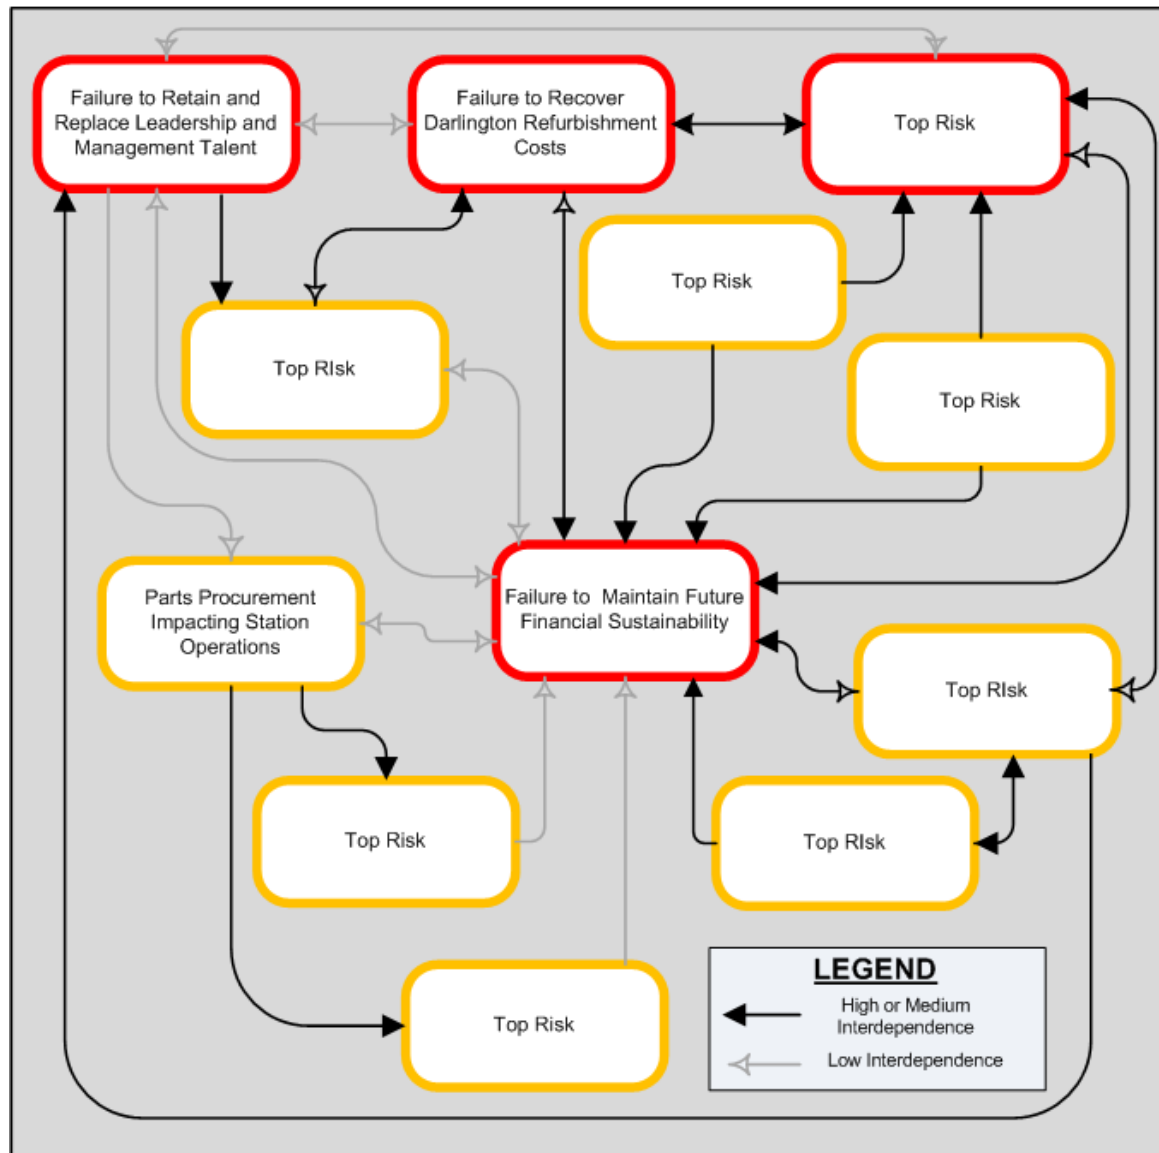 Failure to Retain and
Replace Leadership and
Management Talent
Failure to Recover
Darlington Refurbishment
Costs
Top Risk
Top Risk
Top RIsk
Top Risk
Parts Procurement
Impacting Station
Operations
Failure to  Maintain Future
Financial Sustainability
Top RIsk
Top Risk
Top RIsk
Top Risk
LEGEND
High or Medium
Interdependence
Low Interdependence